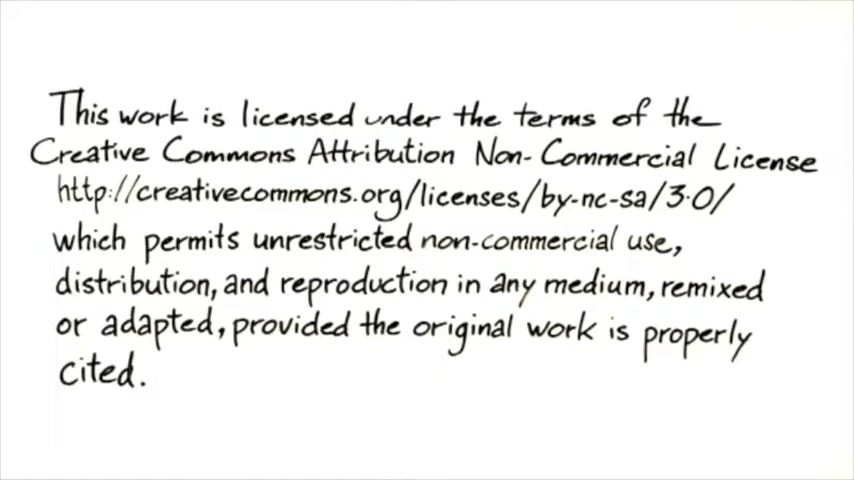 This work is licensed under the terms of the
Creative Commons Attribution Non-Commercial License
http://creativecommons.org/licenses/by-nc-sa/3.0/
which permits unrestricted non-commercial use,
distribution, and reproduction in any medium, remixed
or adapted, provided the original work is properly
cited.